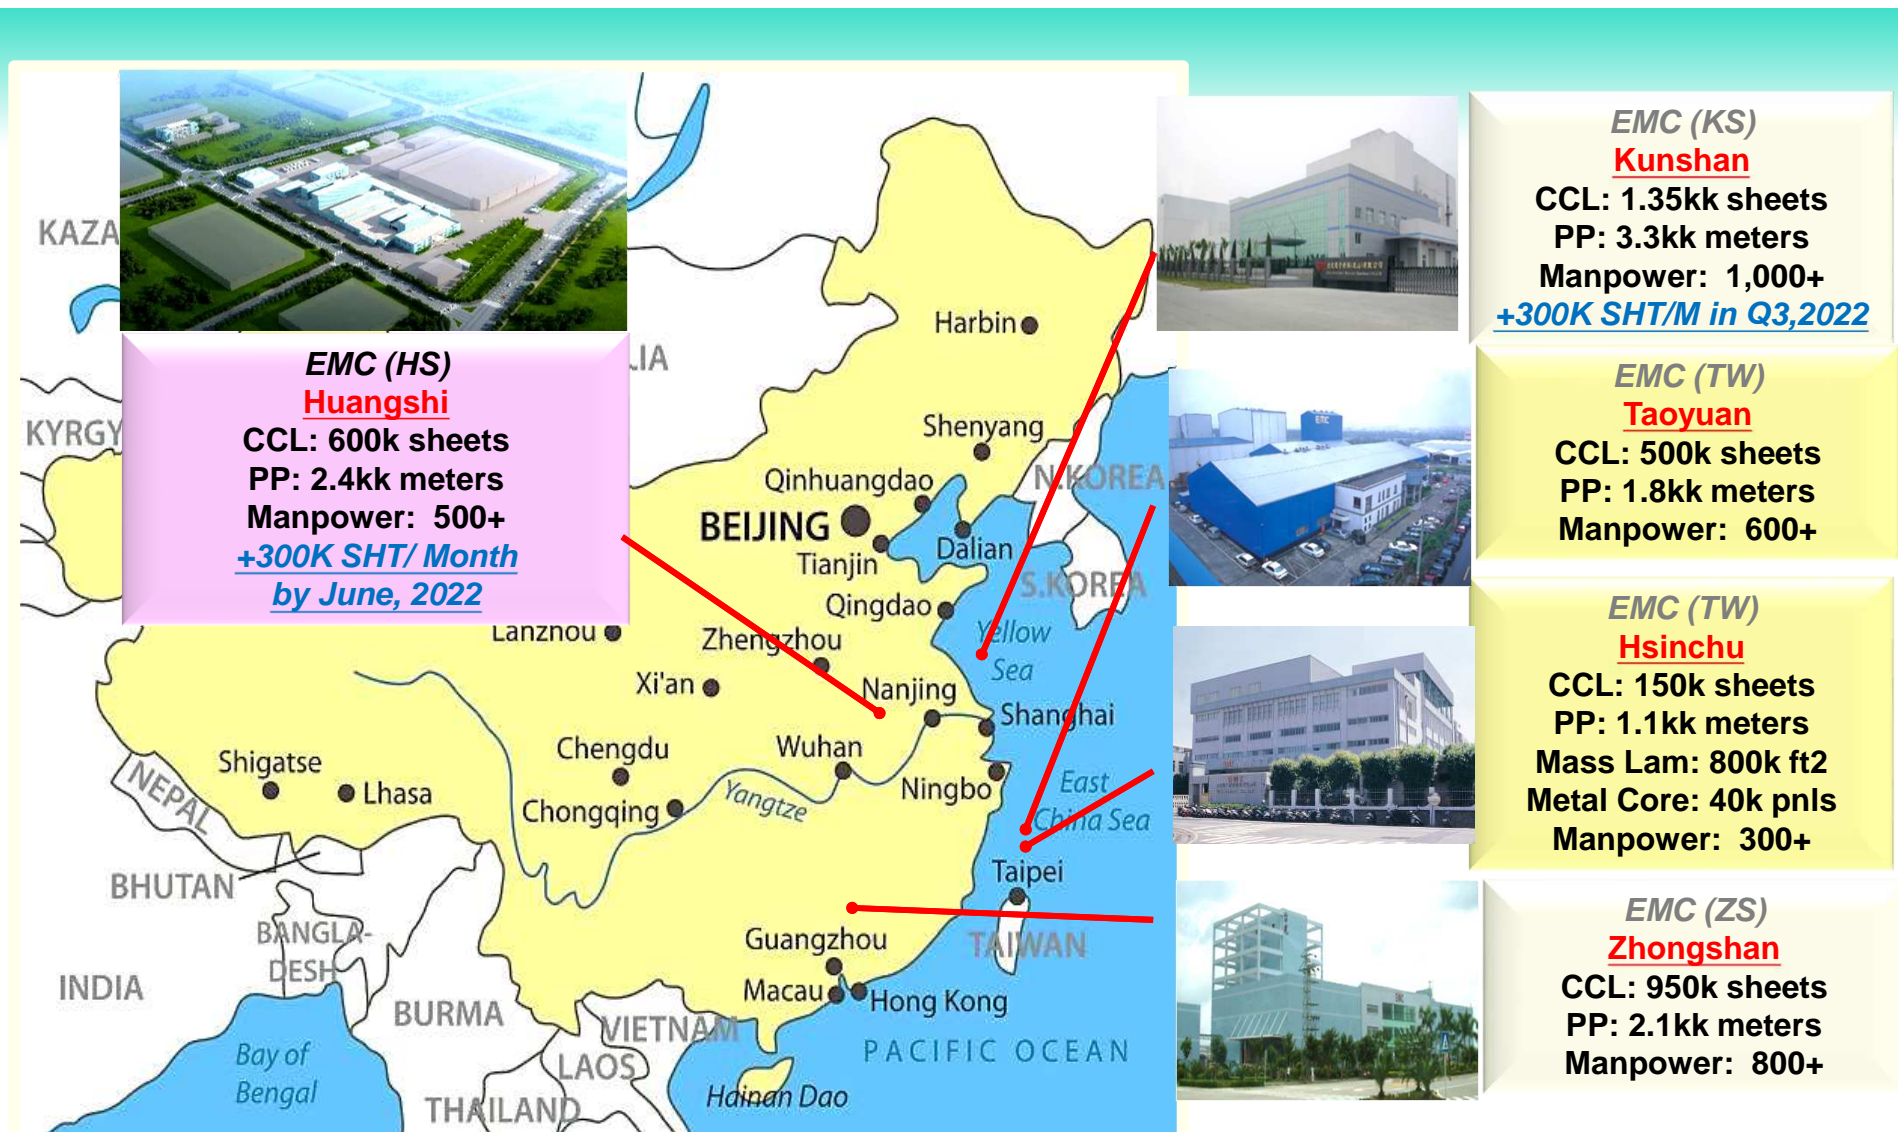 EMC (KS)
Kunshan
CCL: 1.35kk sheets
PP: 3.3kk meters
Manpower:  1,000+
+300K SHT/M in Q3,2022
EMC (HS)
Huangshi
CCL: 600k sheets
PP: 2.4kk meters
Manpower:  500+
+300K SHT/ Month
by June, 2022
EMC (TW)
Taoyuan
CCL: 500k sheets
PP: 1.8kk meters
Manpower:  600+
EMC (TW)
Hsinchu
CCL: 150k sheets
PP: 1.1kk meters
Mass Lam: 800k ft2
Metal Core: 40k pnls
Manpower:  300+
EMC (ZS)
Zhongshan
CCL: 950k sheets
PP: 2.1kk meters
Manpower:  800+
KAZA
KYRGY
LIA
Harbin
Shenyang
N.KOREA
Qinhuangdao
BEIJING
Dalian
Tianjin
S.KOREA
Qingdao
Lanzhou
Zhengzhou
Yellow
Sea
Xi'an
Nanjing
Shanghai
Chengdu
Wuhan
Shigatse
Lhasa
NEPAL
Chongqing
Yangtze
Ningbo
East
China Sea
Taipei
BHUTAN
BANGLA-
DESH
Guangzhou
TAIWAN
INDIA
Macau
Hong Kong
BURMA
VIETNAM
PACIFIC OCEAN
Bay of
Bengal
LAOS
Hainan Dao
THAILAND
EMC